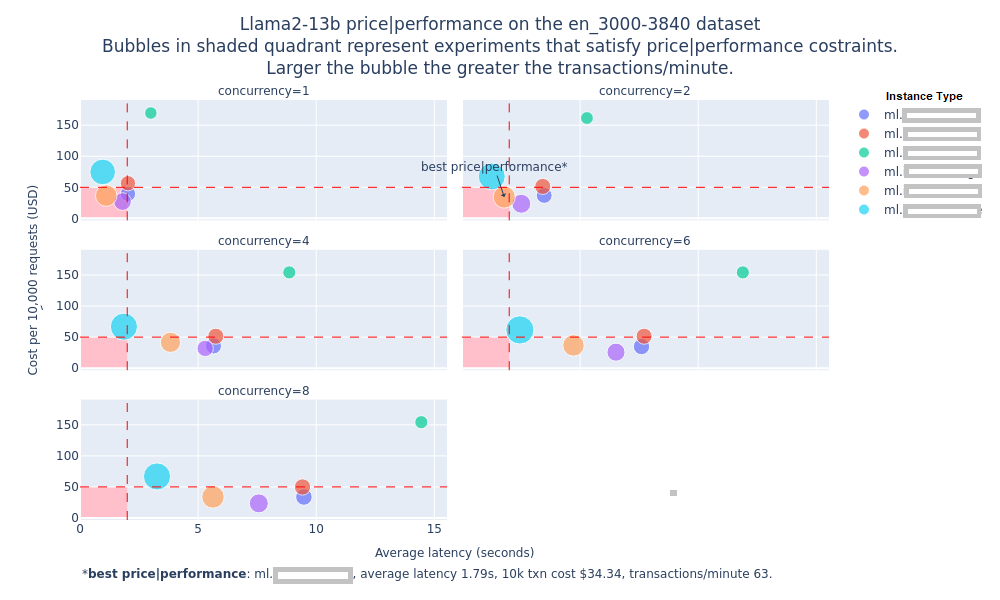 Llama2-13b price|performance on the en_3000-3840 dataset
Bubbles in shaded quadrant represent experiments that satisfy price|performance costraints.
Larger the bubble the greater the transactions/minute.
concurrency=1
concurrency=2
150
100
50
0
best price|performance*
concurrency=4
concurrency=6
150
100
50
0
concurrency=8
150
100
50
0
0 5 10 15
Cost per 10,000 requests (USD)
Average latency (seconds)
Instance Type
ml.
ml.
ml.
ml.
ml.
ml.
*best price|performance: ml. , average latency 1.79s, 10k txn cost $34.34, transactions/minute 63.